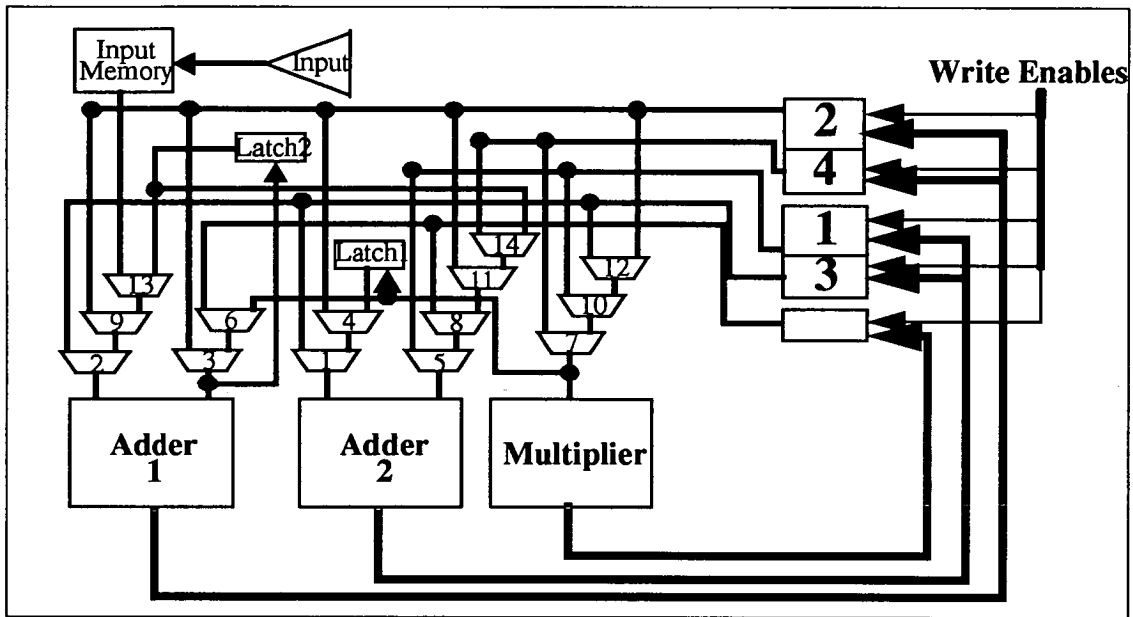 Input
Memory
Input
Write Enables
2
Latch2
4
1
14
Latch1
11
12
3
13
10
9
6
4
8
7
2
3
1
5
Adder
1
Adder
2
Multiplier